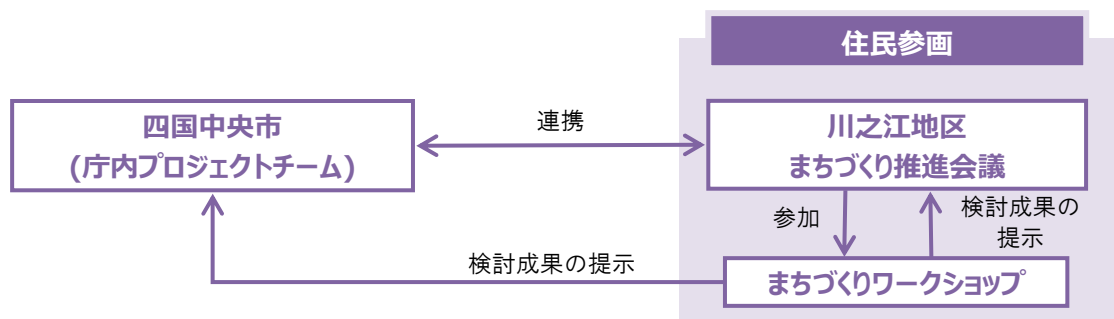 住民参画
四国中央市
(庁内プロジェクトチーム)
連携
川之江地区
まちづくり推進会議
参加
検討成果の
提示
検討成果の提示
まちづくりワークショップ